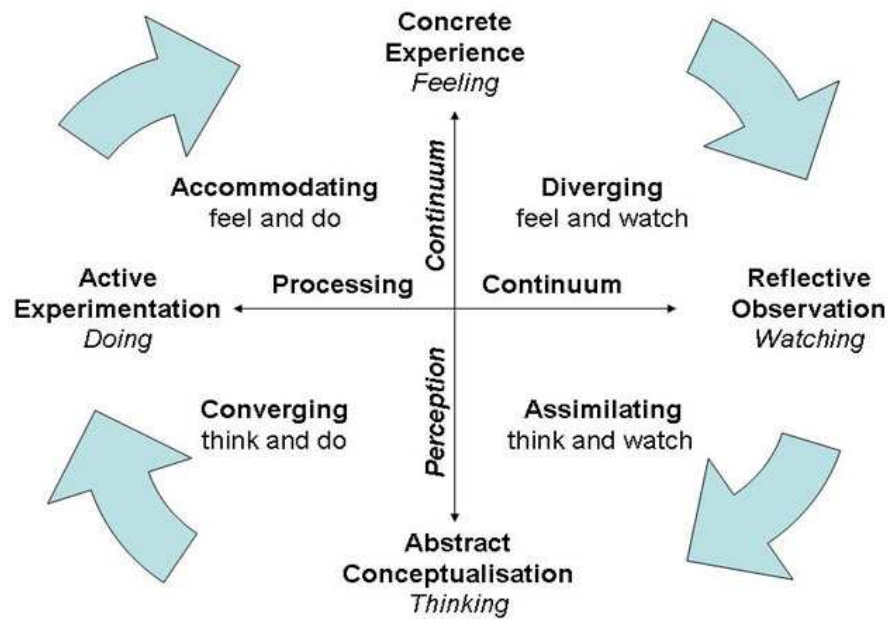 Concrete
Experience
Feeling
Accommodating
feel and do
Continuum
Diverging
feel and watch
Active
Experimentation
Doing
Processing
Continuum
Reflective
Observation
Watching
Converging
think and do
Perception
Assimilating
think and watch
Abstract
Conceptualisation
Thinking